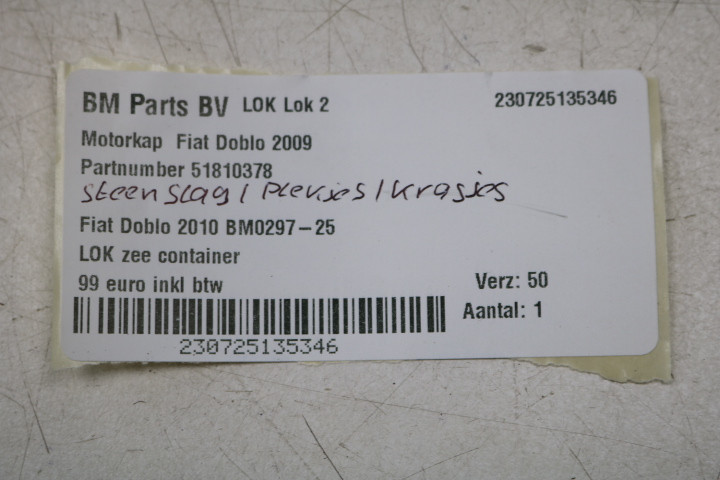 BM Parts BV LOK Lok 2 230725135346
Motorkap Fiat Doblo 2009
Partnumber 51810378
steenslag / plekjes / krasjes
Fiat Doblo 2010 BM0297-25
LOK zee container
99 euro inkl btw Verz: 50
Aantal: 1
230725135346